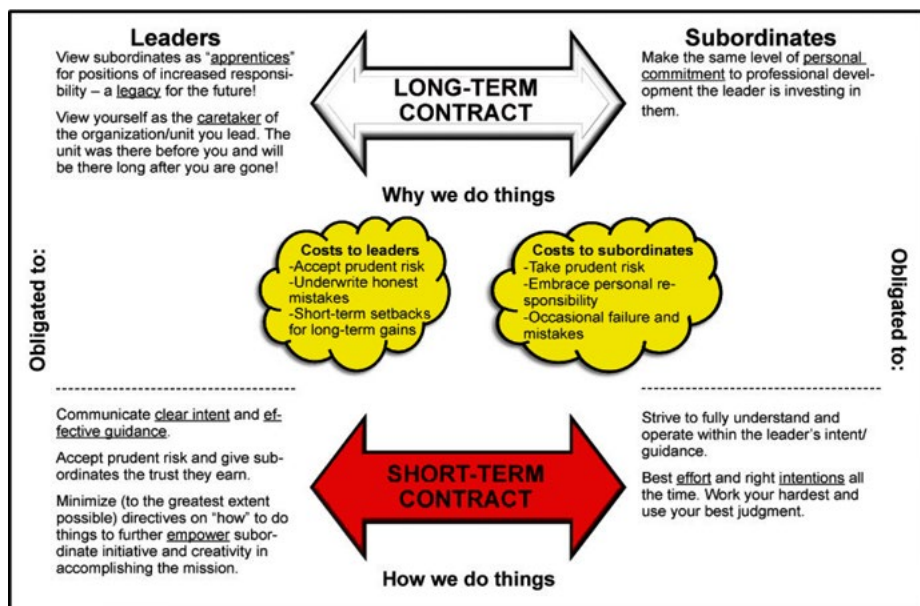 Leaders
View subordinates as “apprentices”
for positions of increased responsi-
bility – a legacy for the future!
View yourself as the caretaker of
the organization/unit you lead. The
unit was there before you and will
be there long after you are gone!
LONG-TERM
CONTRACT
Subordinates
Make the same level of personal
commitment to professional devel-
opment the leader is investing in
them.
Why we do things
Obligated to:
Costs to leaders
-Accept prudent risk
-Underwrite honest
mistakes
-Short-term setbacks
for long-term gains
Costs to subordinates
-Take prudent risk
-Embrace personal re-
sponsibility
-Occasional failure and
mistakes
Obligated to:
Communicate clear intent and ef-
fective guidance.
Accept prudent risk and give sub-
ordinates the trust they earn.
Minimize (to the greatest extent
possible) directives on “how” to do
things to further empower subor-
dinate initiative and creativity in
accomplishing the mission.
SHORT-TERM
CONTRACT
Strive to fully understand and
operate within the leader’s intent/
guidance.
Best effort and right intentions all
the time. Work your hardest and
use your best judgment.
How we do things